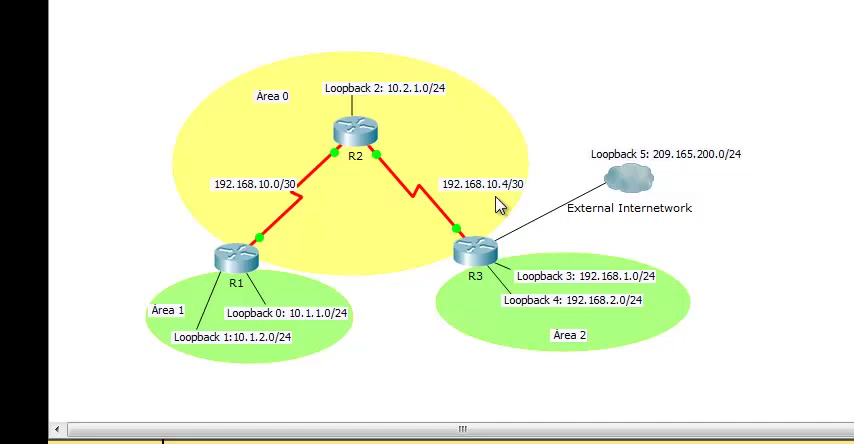 Loopback 2: 10.2.1.0/24
Área 0
R2
Loopback 5: 209.165.200.0/24
192.168.10.0/30
192.168.10.4/30
External Internetwork
R1
R3
Loopback 3: 192.168.1.0/24
Loopback 4: 192.168.2.0/24
Área 1
Loopback 0: 10.1.1.0/24
Loopback 1:10.1.2.0/24
Área 2